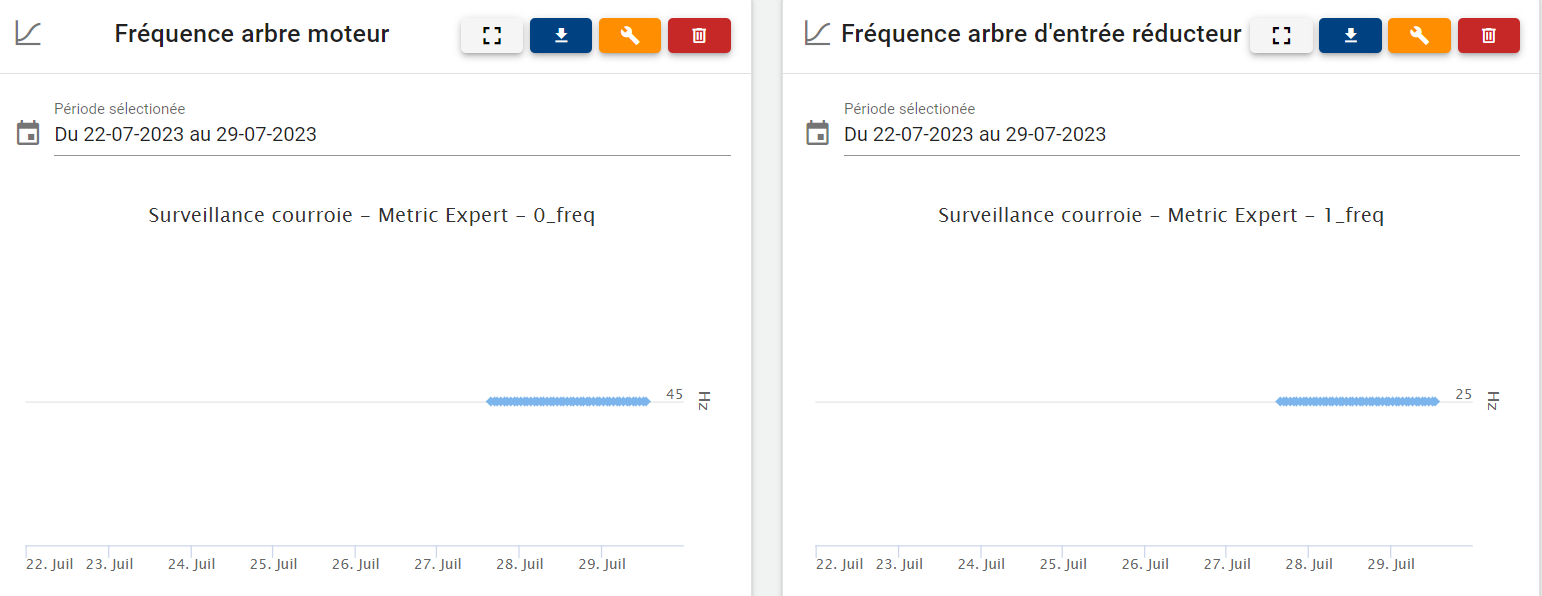 Fréquence arbre moteur
Période sélectionée
Du 22-07-2023 au 29-07-2023
Surveillance courroie - Metric Expert - 0_freq
45
Hz
22. Juil 23. Juil 24. Juil 25. Juil 26. Juil 27. Juil 28. Juil 29. Juil
Fréquence arbre d'entrée réducteur
Période sélectionée
Du 22-07-2023 au 29-07-2023
Surveillance courroie - Metric Expert - 1_freq
25
Hz
22. Juil 23. Juil 24. Juil 25. Juil 26. Juil 27. Juil 28. Juil 29. Juil